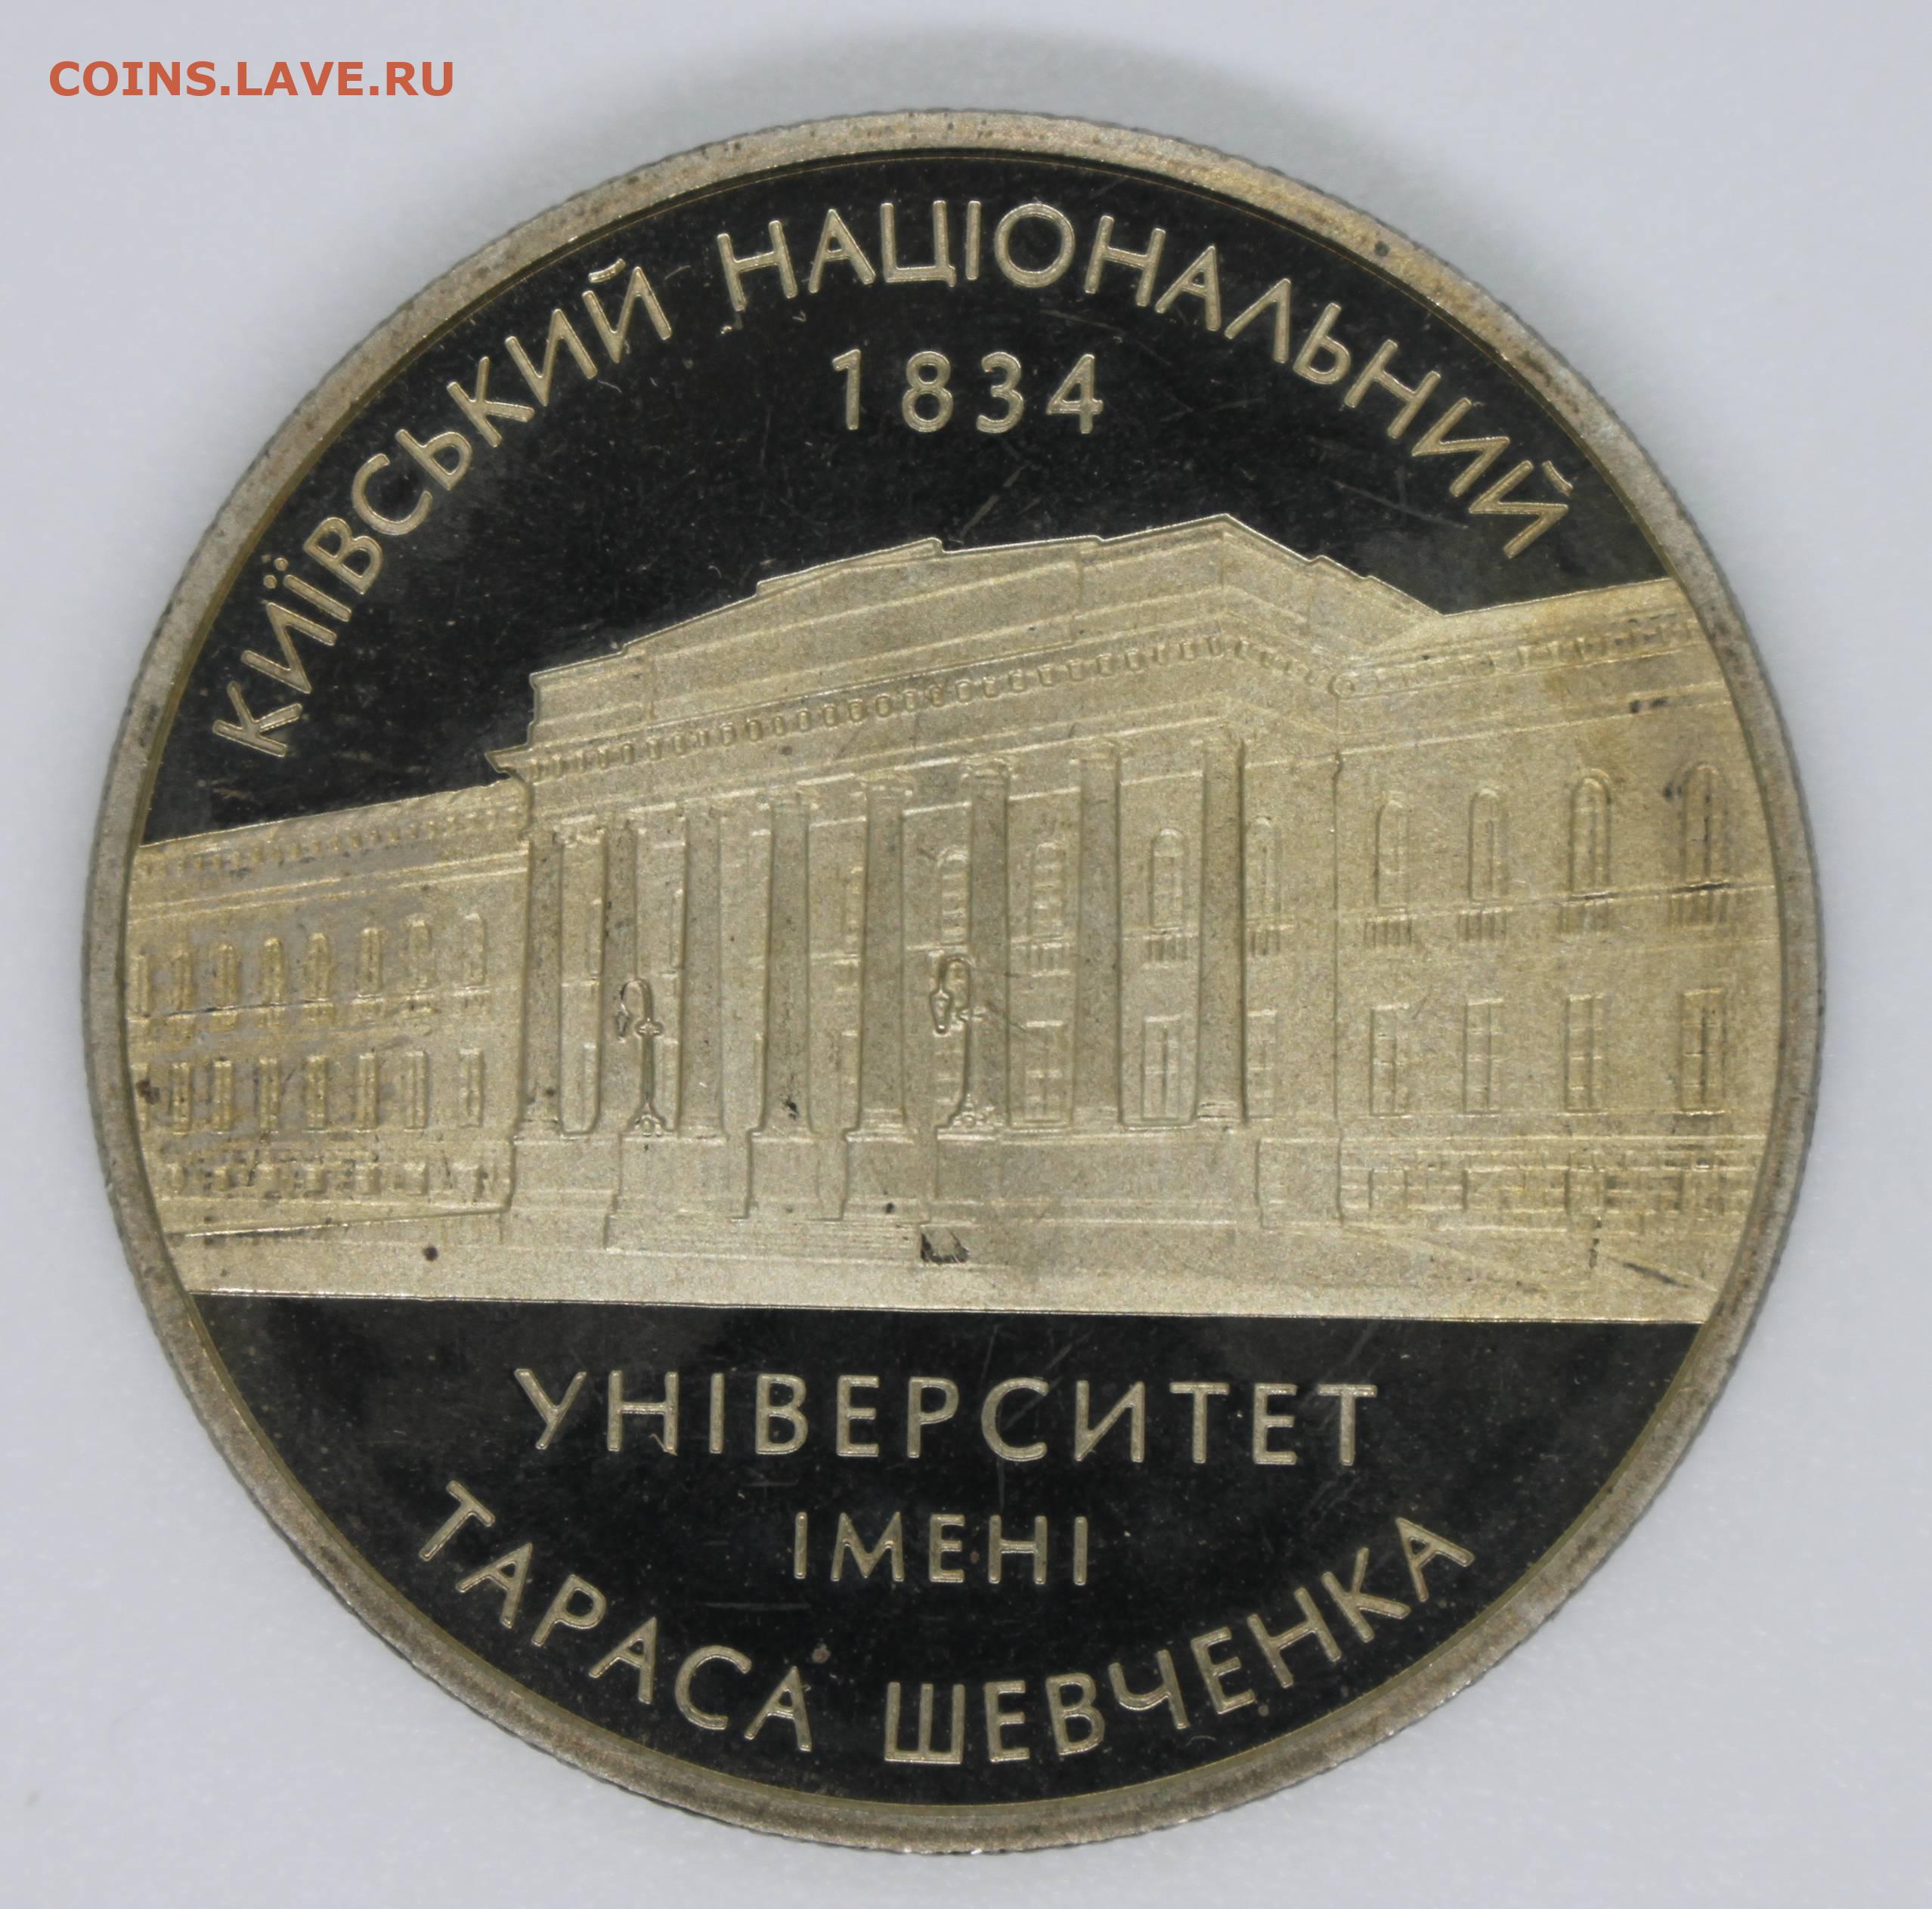 COINS.LAVE.RU
КИЇВСЬКИЙ НАЦІОНАЛЬНИЙ
1834
УНІВЕРСИТЕТ
ІМЕНІ
ТАРАСА ШЕВЧЕНКА